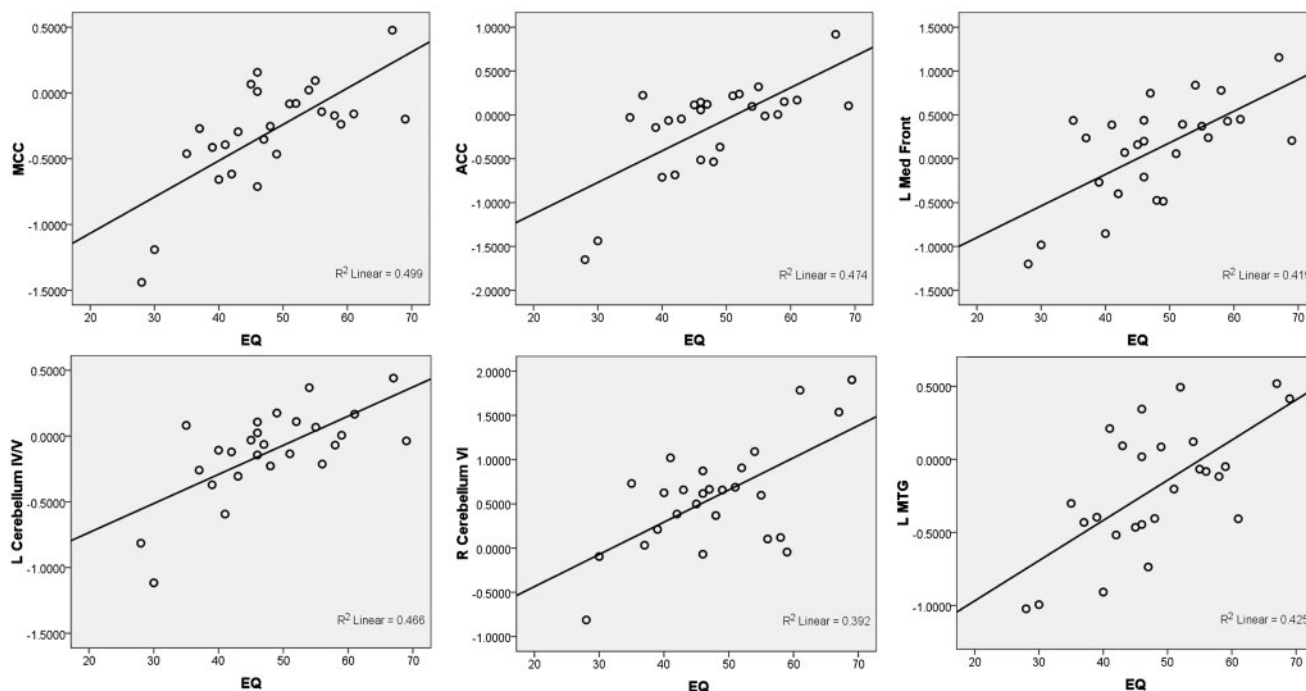 0.5000
0.0000
-0.5000
-1.0000
-1.5000
MCC
R² Linear = 0.499
20 30 40 50 60 70
EQ
1.0000
0.5000
0.0000
-0.5000
-1.0000
-1.5000
-2.0000
ACC
R² Linear = 0.474
20 30 40 50 60 70
EQ
1.5000
1.0000
0.5000
0.0000
-0.5000
-1.0000
-1.5000
L Med Front
R² Linear = 0.419
20 30 40 50 60 70
EQ
0.5000
0.0000
-0.5000
-1.0000
-1.5000
L Cerebellum IV/V
R² Linear = 0.466
20 30 40 50 60 70
EQ
2.0000
1.5000
1.0000
0.5000
0.0000
-0.5000
-1.0000
R Cerebellum VI
R² Linear = 0.392
20 30 40 50 60 70
EQ
0.5000
0.0000
-0.5000
-1.0000
L MTG
R² Linear = 0.425
20 30 40 50 60 70
EQ